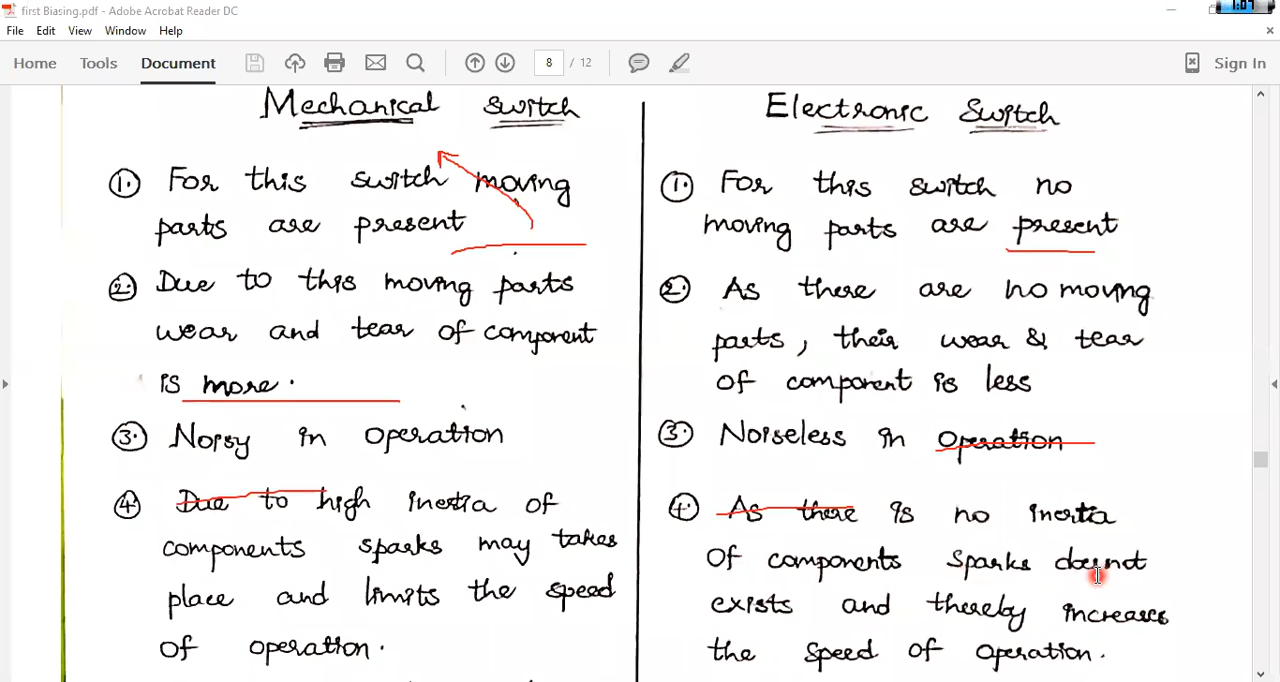 first Biasing.pdf - Adobe Acrobat Reader DC
1:07
File Edit View Window Help
Home Tools Document 8 / 12 Sign In
Mechanical Switch
① For this switch moving
parts are present
② Due to this moving parts
wear and tear of component
is more.
③ Noisy in operation
④ Due to high inertia of
components sparks may takes
place and limits the speed
of operation.
Electronic Switch
① For this switch no
moving parts are present
② As there are no moving
parts, their wear & tear
of component is less
③ Noiseless in operation
④ As there is no inertia
of components sparks doesnot
exists and thereby increases
the speed of operation.